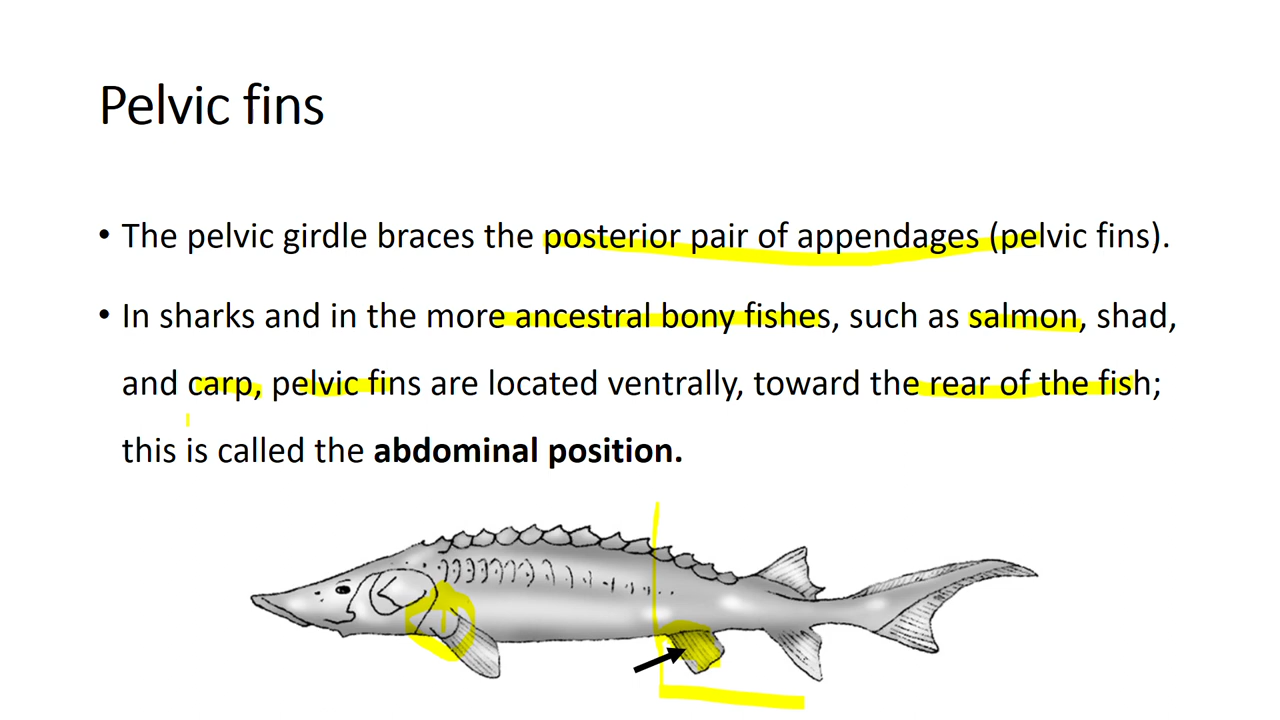 Pelvic fins
• The pelvic girdle braces the posterior pair of appendages (pelvic fins).
• In sharks and in the more ancestral bony fishes, such as salmon, shad,
and carp, pelvic fins are located ventrally, toward the rear of the fish;
this is called the abdominal position.